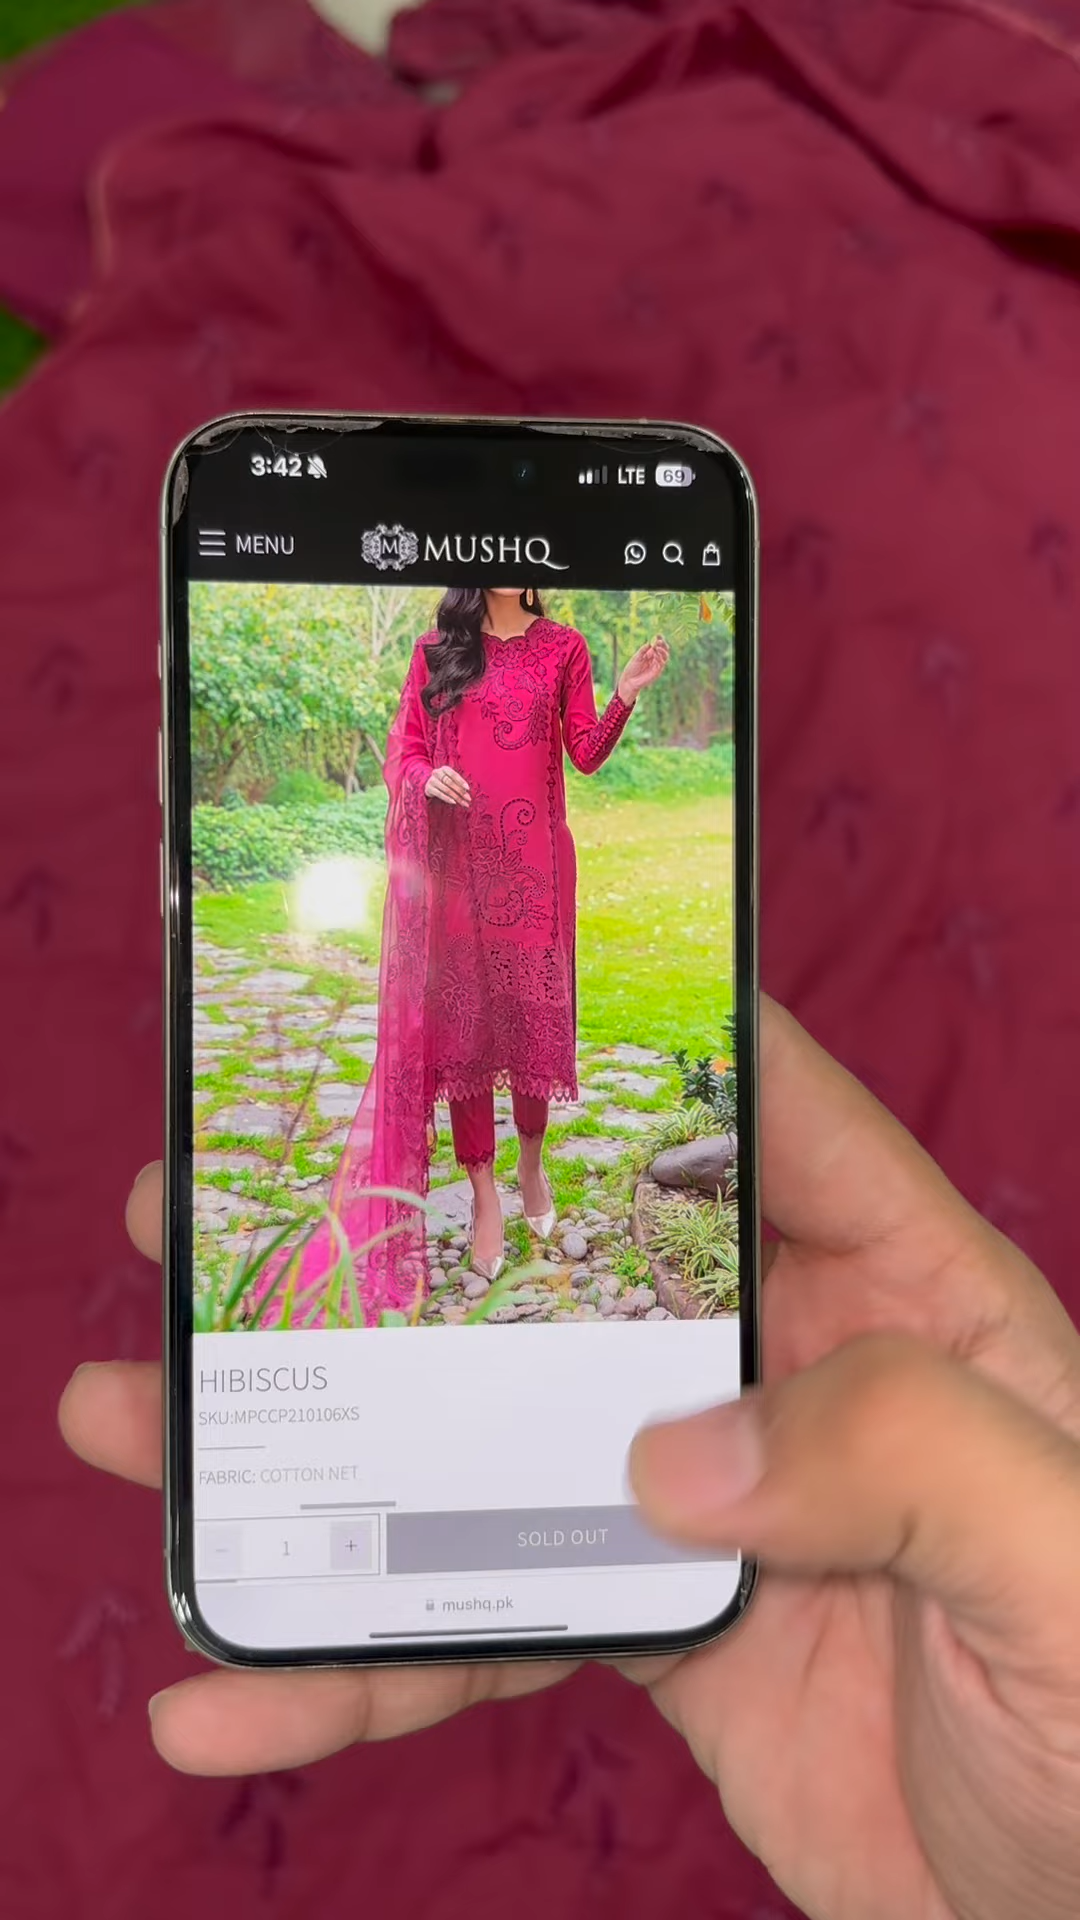 3:42 LTE 69
MENU M MUSHQ
HIBISCUS
SKU:MPCCP210106XS
FABRIC: COTTON NET
− 1 + SOLD OUT
mushq.pk